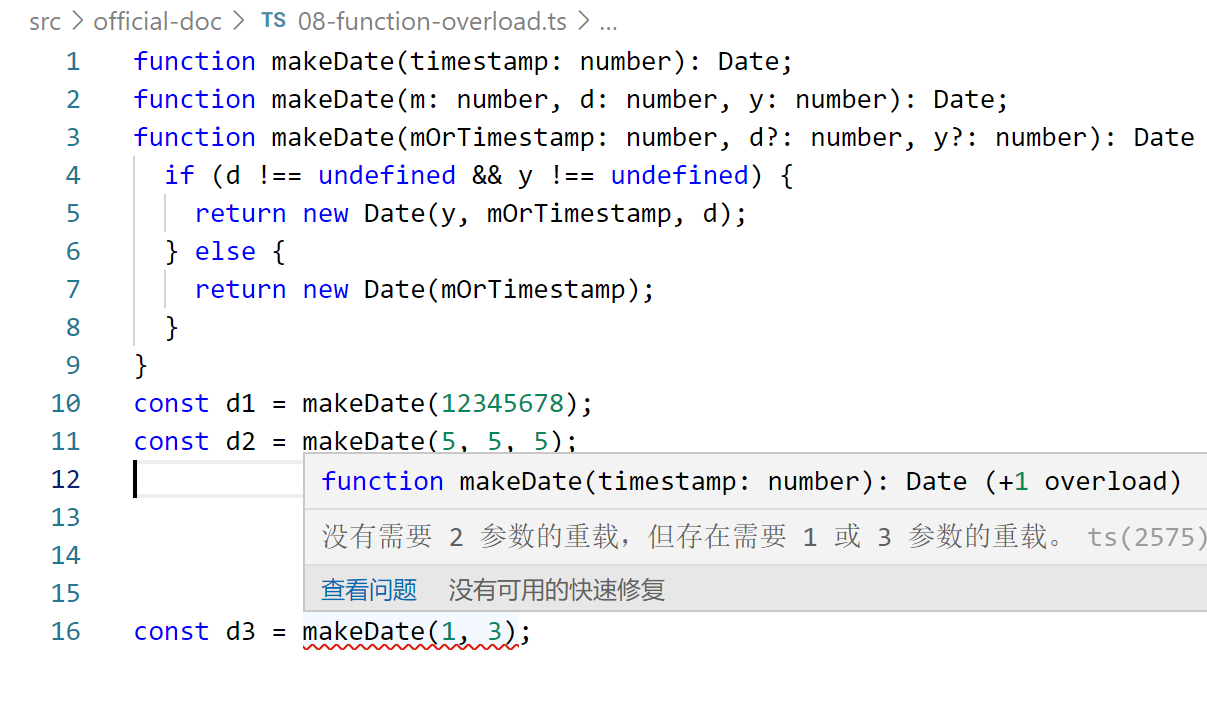 src > official-doc > TS 08-function-overload.ts > ...
1 function makeDate(timestamp: number): Date;
2 function makeDate(m: number, d: number, y: number): Date;
3 function makeDate(mOrTimestamp: number, d?: number, y?: number): Date
4 if (d !== undefined && y !== undefined) {
5 return new Date(y, mOrTimestamp, d);
6 } else {
7 return new Date(mOrTimestamp);
8 }
9 }
10 const d1 = makeDate(12345678);
11 const d2 = makeDate(5, 5, 5);
12
function makeDate(timestamp: number): Date (+1 overload)
13
没有需要 2 参数的重载，但存在需要 1 或 3 参数的重载。 ts(2575)
14
15
查看问题 没有可用的快速修复
16 const d3 = makeDate(1, 3);